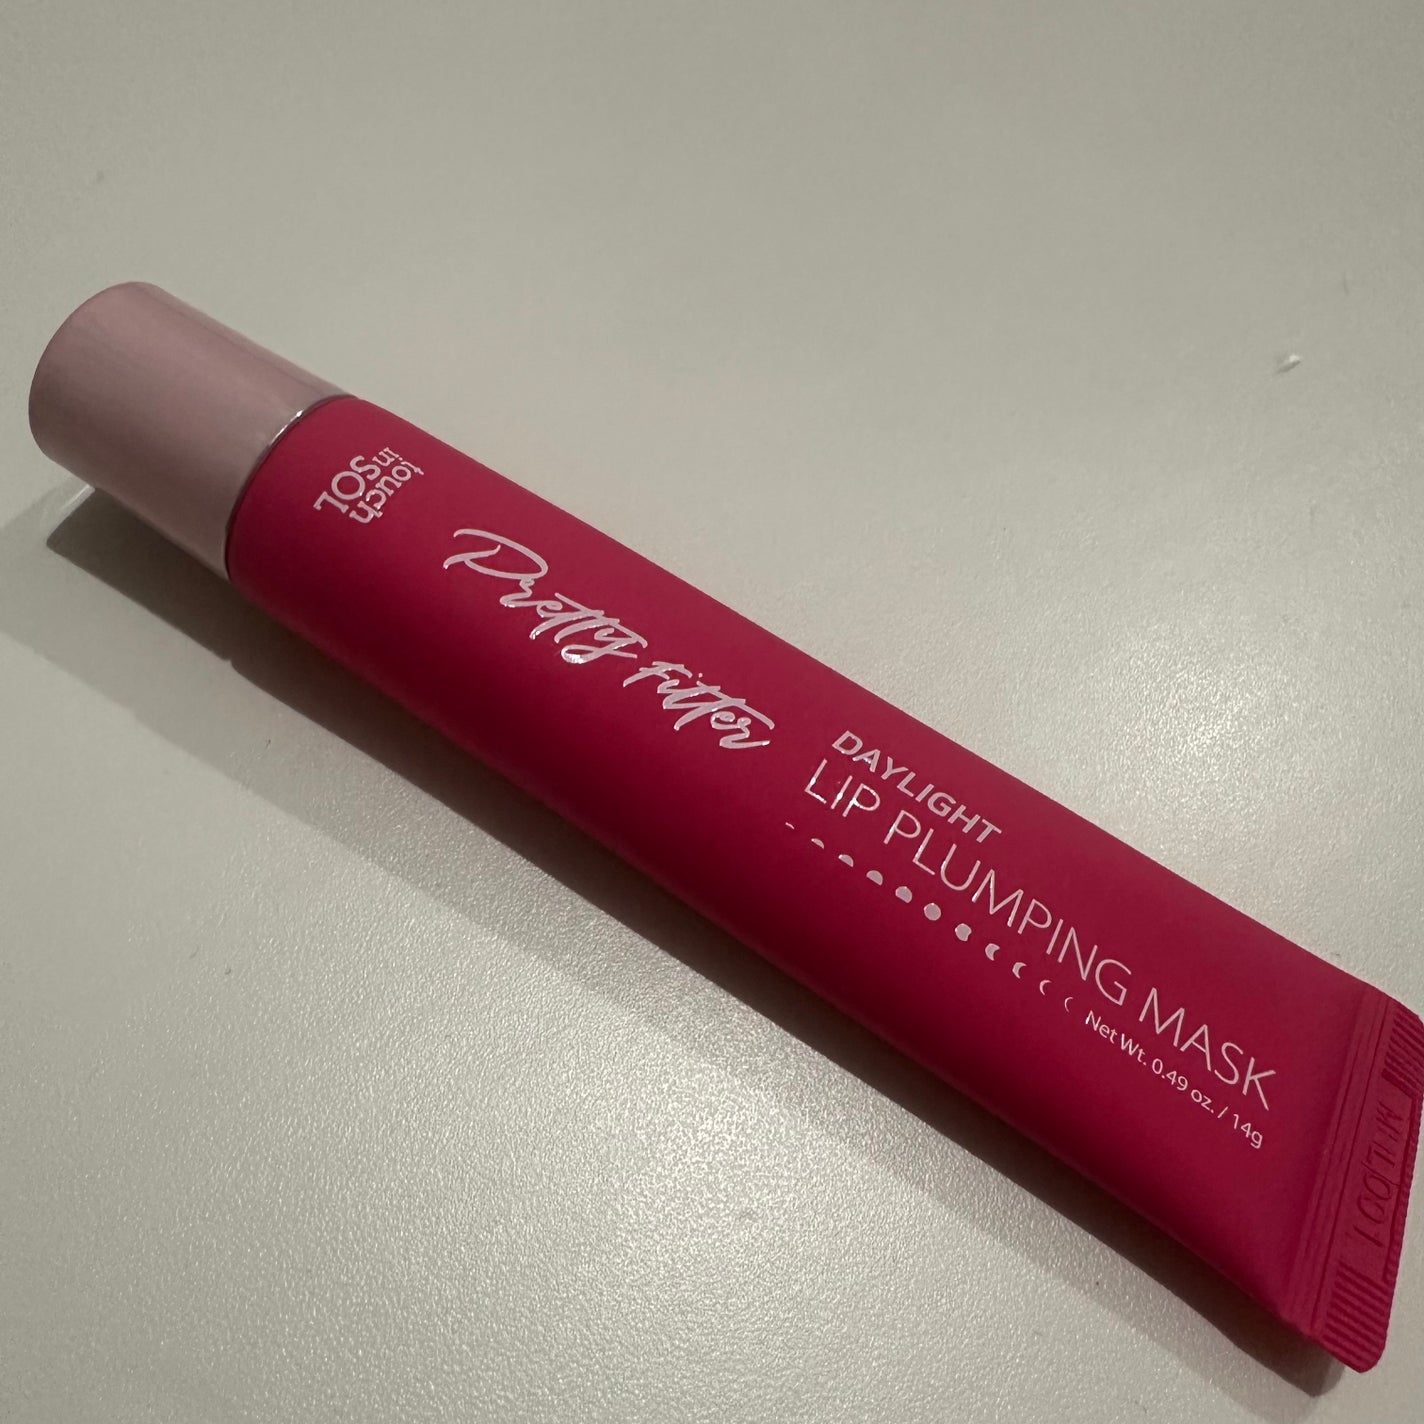 touch
in SOL
Pretty Filter
DAYLIGHT
LIP PLUMPING MASK
Net Wt. 0.49 oz. / 14g